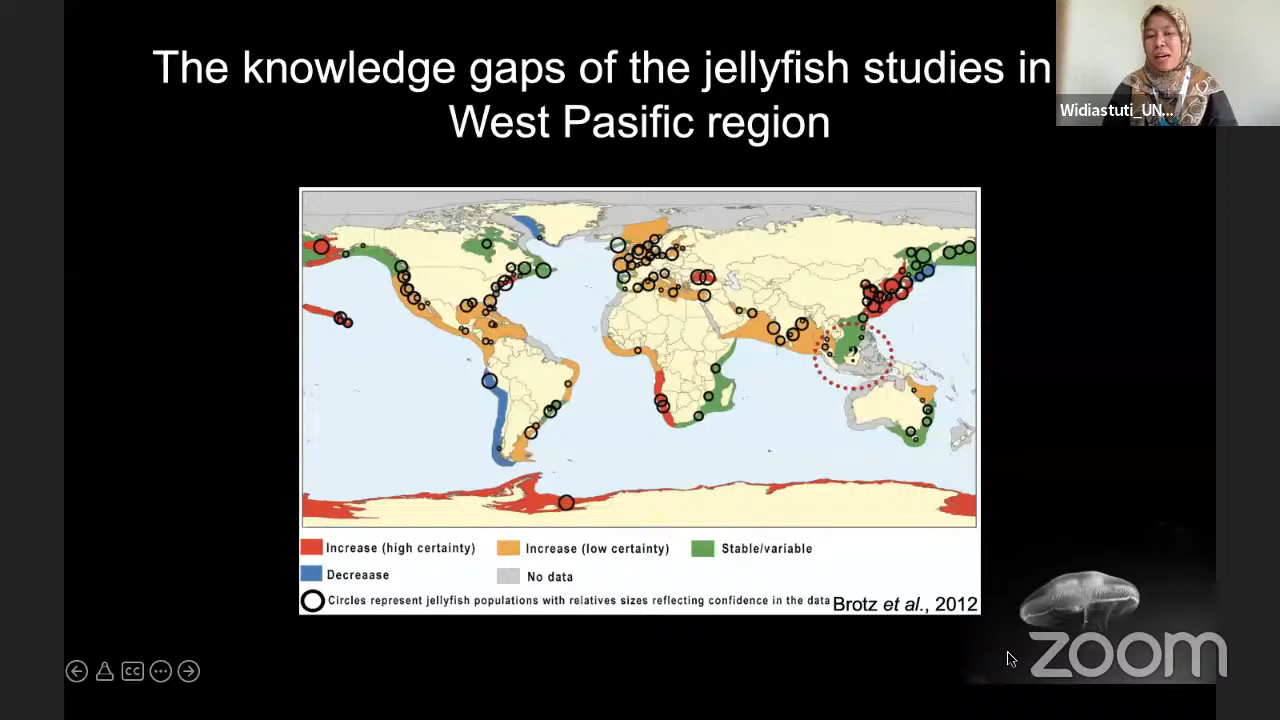 The knowledge gaps of the jellyfish studies in
West Pasific region
Widiastuti_UN...
?
Increase (high certainty)
Increase (low certainty)
Stable/variable
Decreaase
No data
Circles represent jellyfish populations with relatives sizes reflecting confidence in the data
Brotz et al., 2012
CC
zoom